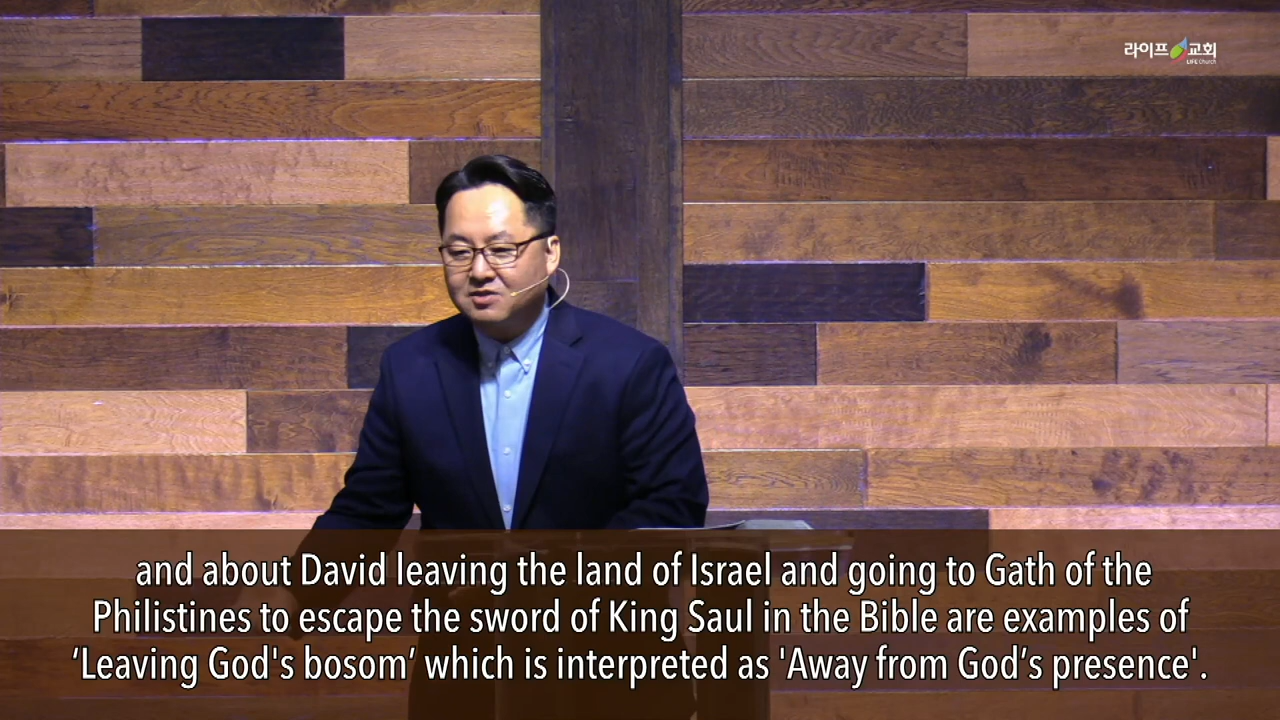 라이프 교회
LIFE Church
and about David leaving the land of Israel and going to Gath of the
Philistines to escape the sword of King Saul in the Bible are examples of
‘Leaving God's bosom’ which is interpreted as 'Away from God’s presence'.